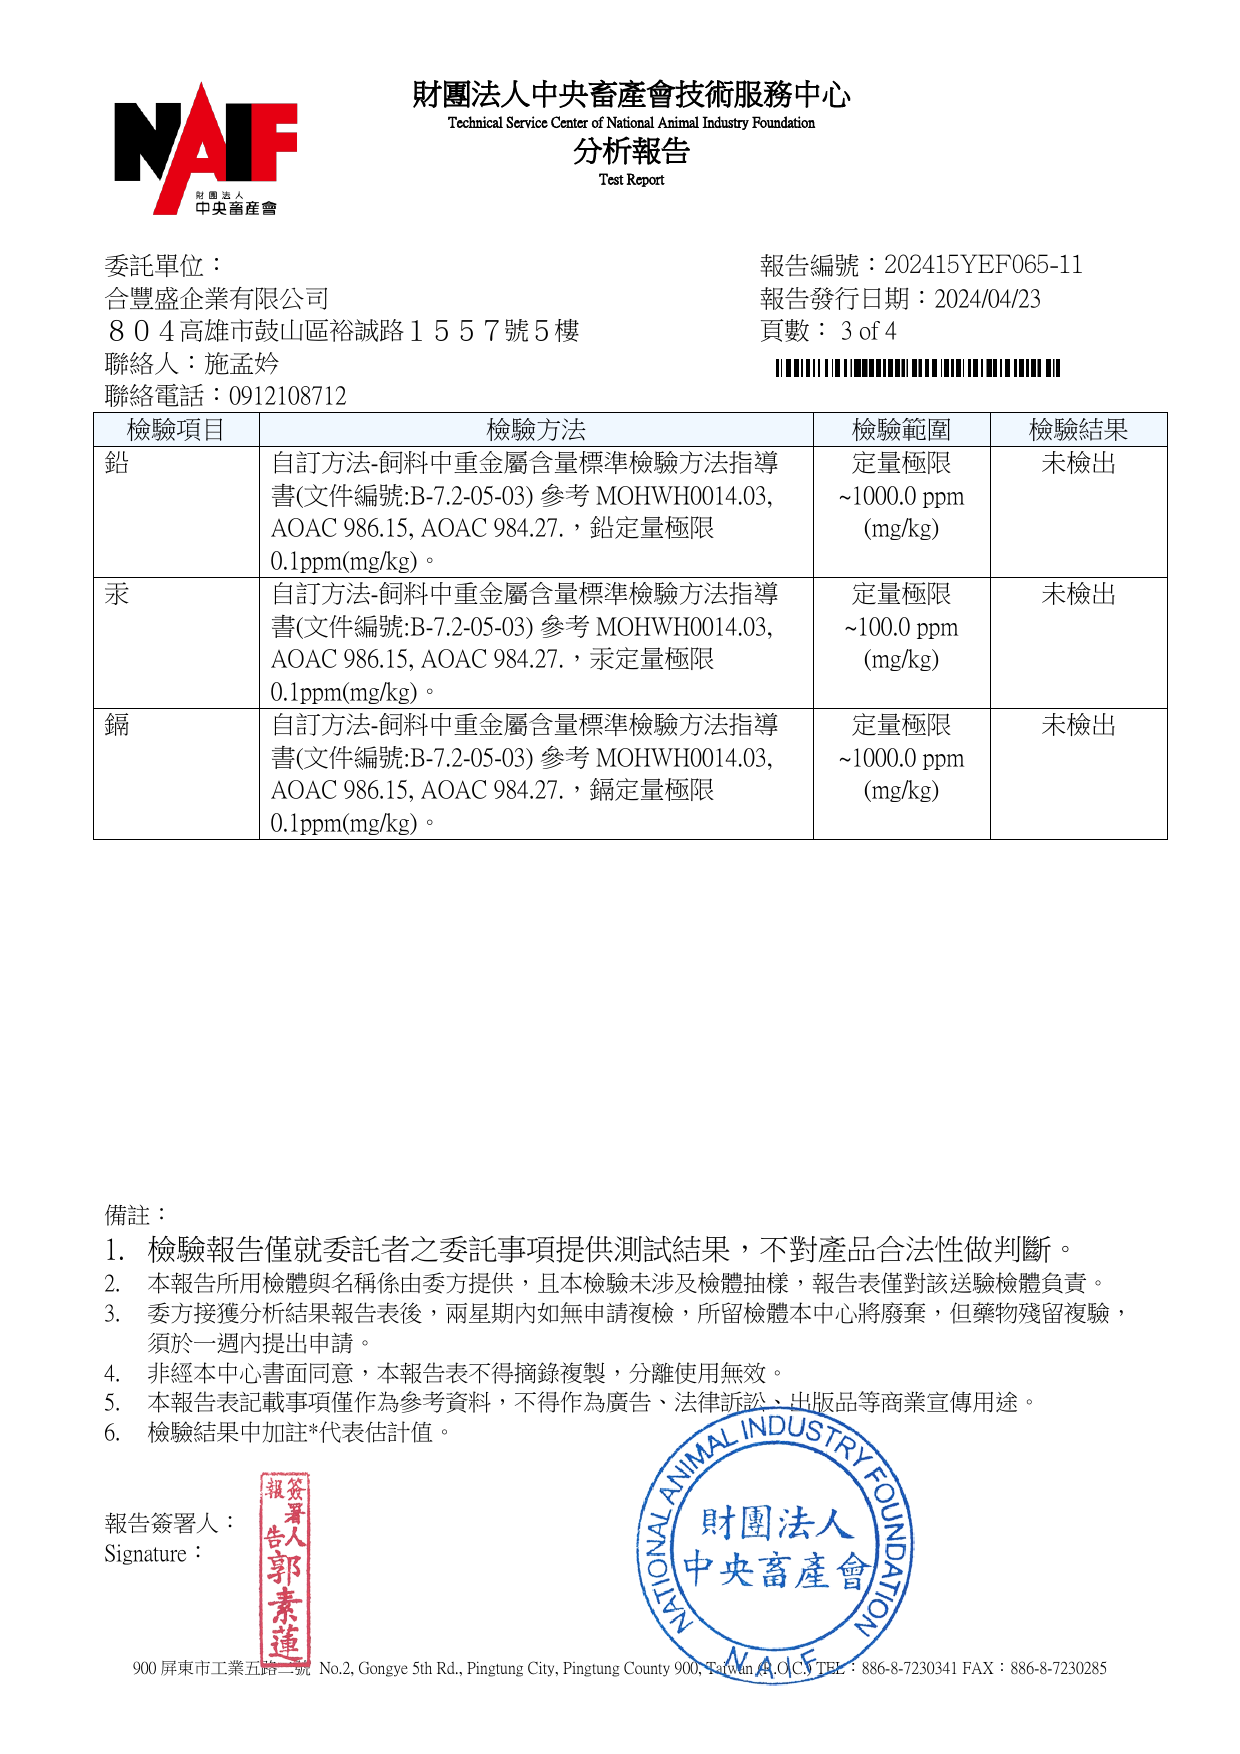 NAIF
財團法人
中央畜産會
財團法人中央畜產會技術服務中心
Technical Service Center of National Animal Industry Foundation
分析報告
Test Report
委託單位：
合豐盛企業有限公司
８０４高雄市鼓山區裕誠路１５５７號５樓
聯絡人：施孟妗
聯絡電話：0912108712
報告編號：202415YEF065-11
報告發行日期：2024/04/23
頁數： 3 of 4
檢驗項目 檢驗方法 檢驗範圍 檢驗結果
鉛 自訂方法-飼料中重金屬含量標準檢驗方法指導 定量極限 未檢出
書(文件編號:B-7.2-05-03) 參考 MOHWH0014.03, ~1000.0 ppm
AOAC 986.15, AOAC 984.27.，鉛定量極限 (mg/kg)
0.1ppm(mg/kg)。
汞 自訂方法-飼料中重金屬含量標準檢驗方法指導 定量極限 未檢出
書(文件編號:B-7.2-05-03) 參考 MOHWH0014.03, ~100.0 ppm
AOAC 986.15, AOAC 984.27.，汞定量極限 (mg/kg)
0.1ppm(mg/kg)。
鎘 自訂方法-飼料中重金屬含量標準檢驗方法指導 定量極限 未檢出
書(文件編號:B-7.2-05-03) 參考 MOHWH0014.03, ~1000.0 ppm
AOAC 986.15, AOAC 984.27.，鎘定量極限 (mg/kg)
0.1ppm(mg/kg)。
備註：
1. 檢驗報告僅就委託者之委託事項提供測試結果，不對產品合法性做判斷。
2. 本報告所用檢體與名稱係由委方提供，且本檢驗未涉及檢體抽樣，報告表僅對該送驗檢體負責。
3. 委方接獲分析結果報告表後，兩星期內如無申請複檢，所留檢體本中心將廢棄，但藥物殘留複驗，
須於一週內提出申請。
4. 非經本中心書面同意，本報告表不得摘錄複製，分離使用無效。
5. 本報告表記載事項僅作為參考資料，不得作為廣告、法律訴訟、出版品等商業宣傳用途。
6. 檢驗結果中加註*代表估計值。
報告簽署人：
Signature：
報告簽署人
郭素蓮
NATIONAL ANIMAL INDUSTRY FOUNDATION
財團法人
中央畜產會
N A I F
900 屏東市工業五路二號 No.2, Gongye 5th Rd., Pingtung City, Pingtung County 900, Taiwan (R.O.C.) TEL：886-8-7230341 FAX：886-8-7230285